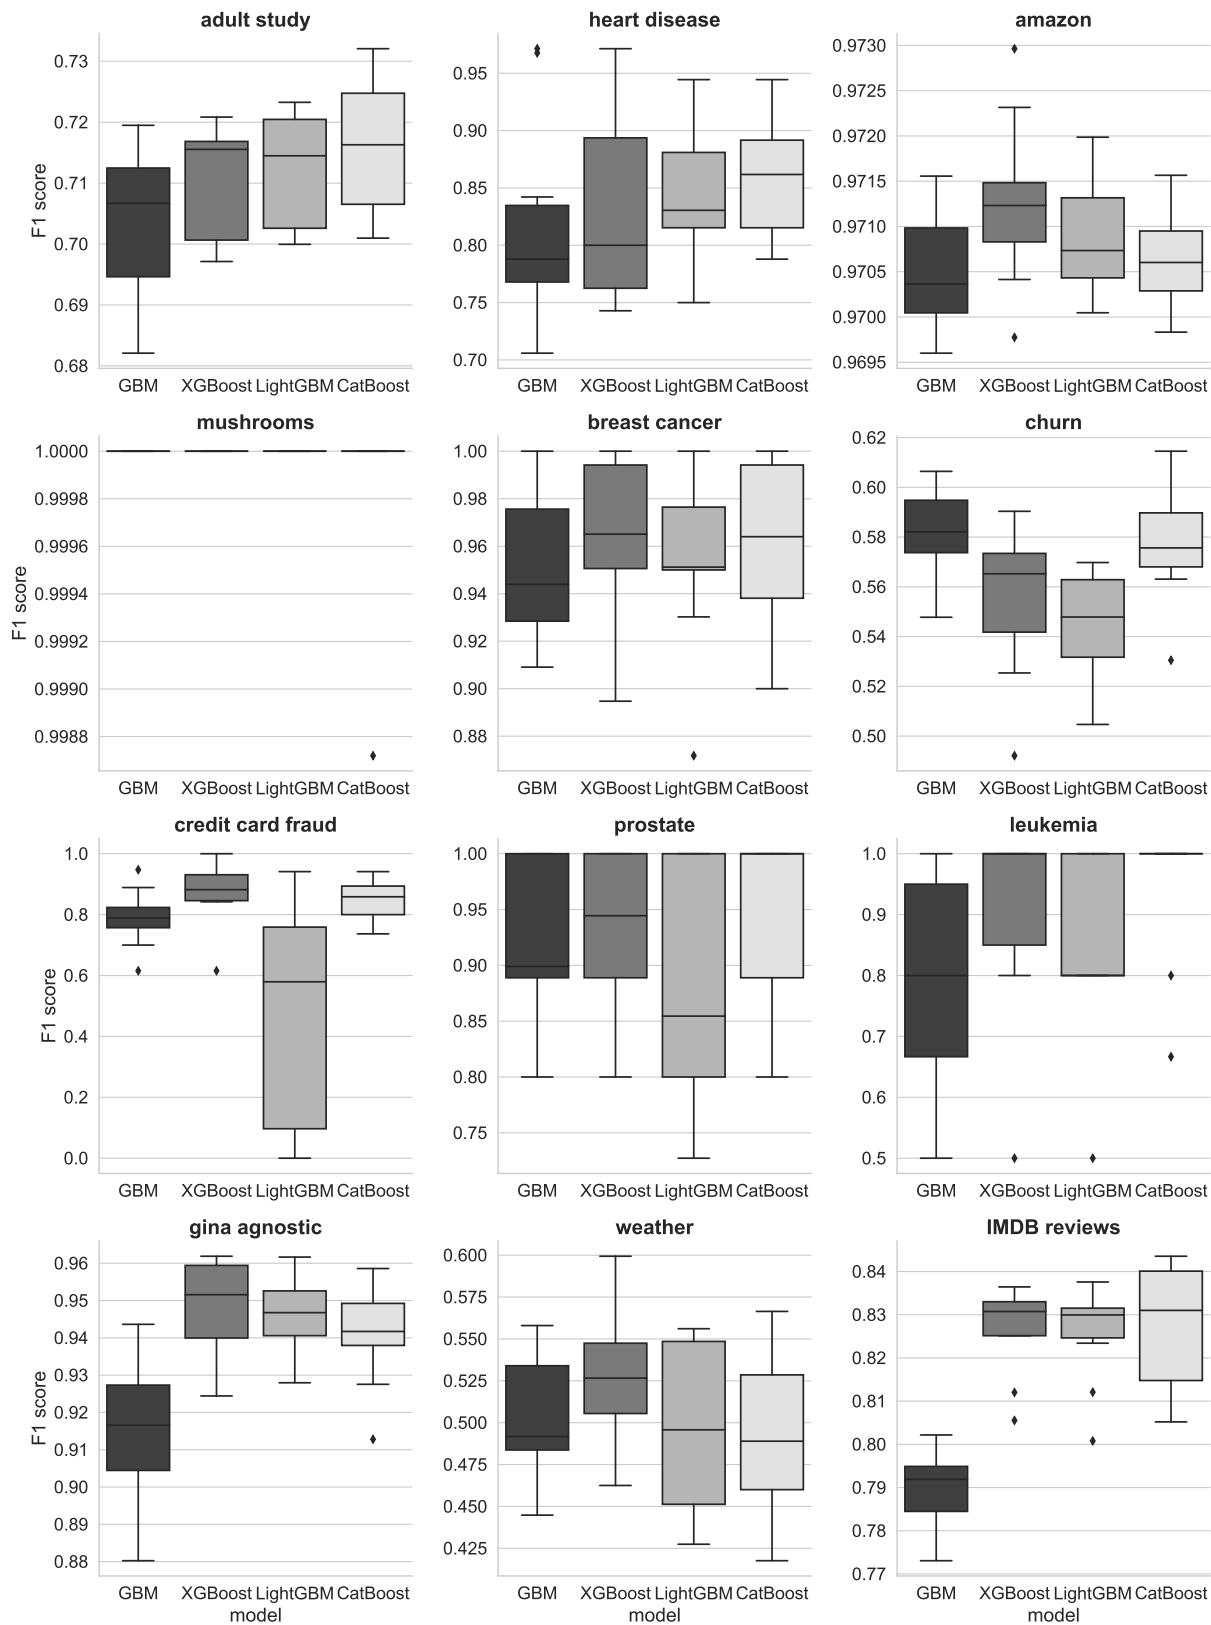 adult study heart disease amazon
0.73 0.95 0.9730
0.72 0.90 0.9725
0.71 0.85 0.9720
0.70 0.80 0.9715
0.69 0.75 0.9710
0.68 0.70 0.9705
0.9700
0.9695
F1 score
GBM XGBoost LightGBM CatBoost GBM XGBoost LightGBM CatBoost GBM XGBoost LightGBM CatBoost
mushrooms breast cancer churn
1.0000 1.00 0.62
0.9998 0.98 0.60
0.9996 0.96 0.58
0.9994 0.94 0.56
0.9992 0.92 0.54
0.9990 0.90 0.52
0.9988 0.88 0.50
F1 score
GBM XGBoost LightGBM CatBoost GBM XGBoost LightGBM CatBoost GBM XGBoost LightGBM CatBoost
credit card fraud prostate leukemia
1.0 1.00 1.0
0.8 0.95 0.9
0.6 0.90 0.8
0.4 0.85 0.7
0.2 0.80 0.6
0.0 0.75 0.5
F1 score
GBM XGBoost LightGBM CatBoost GBM XGBoost LightGBM CatBoost GBM XGBoost LightGBM CatBoost
gina agnostic weather IMDB reviews
0.96 0.600 0.84
0.95 0.575 0.83
0.94 0.550 0.82
0.93 0.525 0.81
0.92 0.500 0.80
0.91 0.475 0.79
0.90 0.450 0.78
0.89 0.425 0.77
0.88
F1 score
GBM XGBoost LightGBM CatBoost GBM XGBoost LightGBM CatBoost GBM XGBoost LightGBM CatBoost
model model model